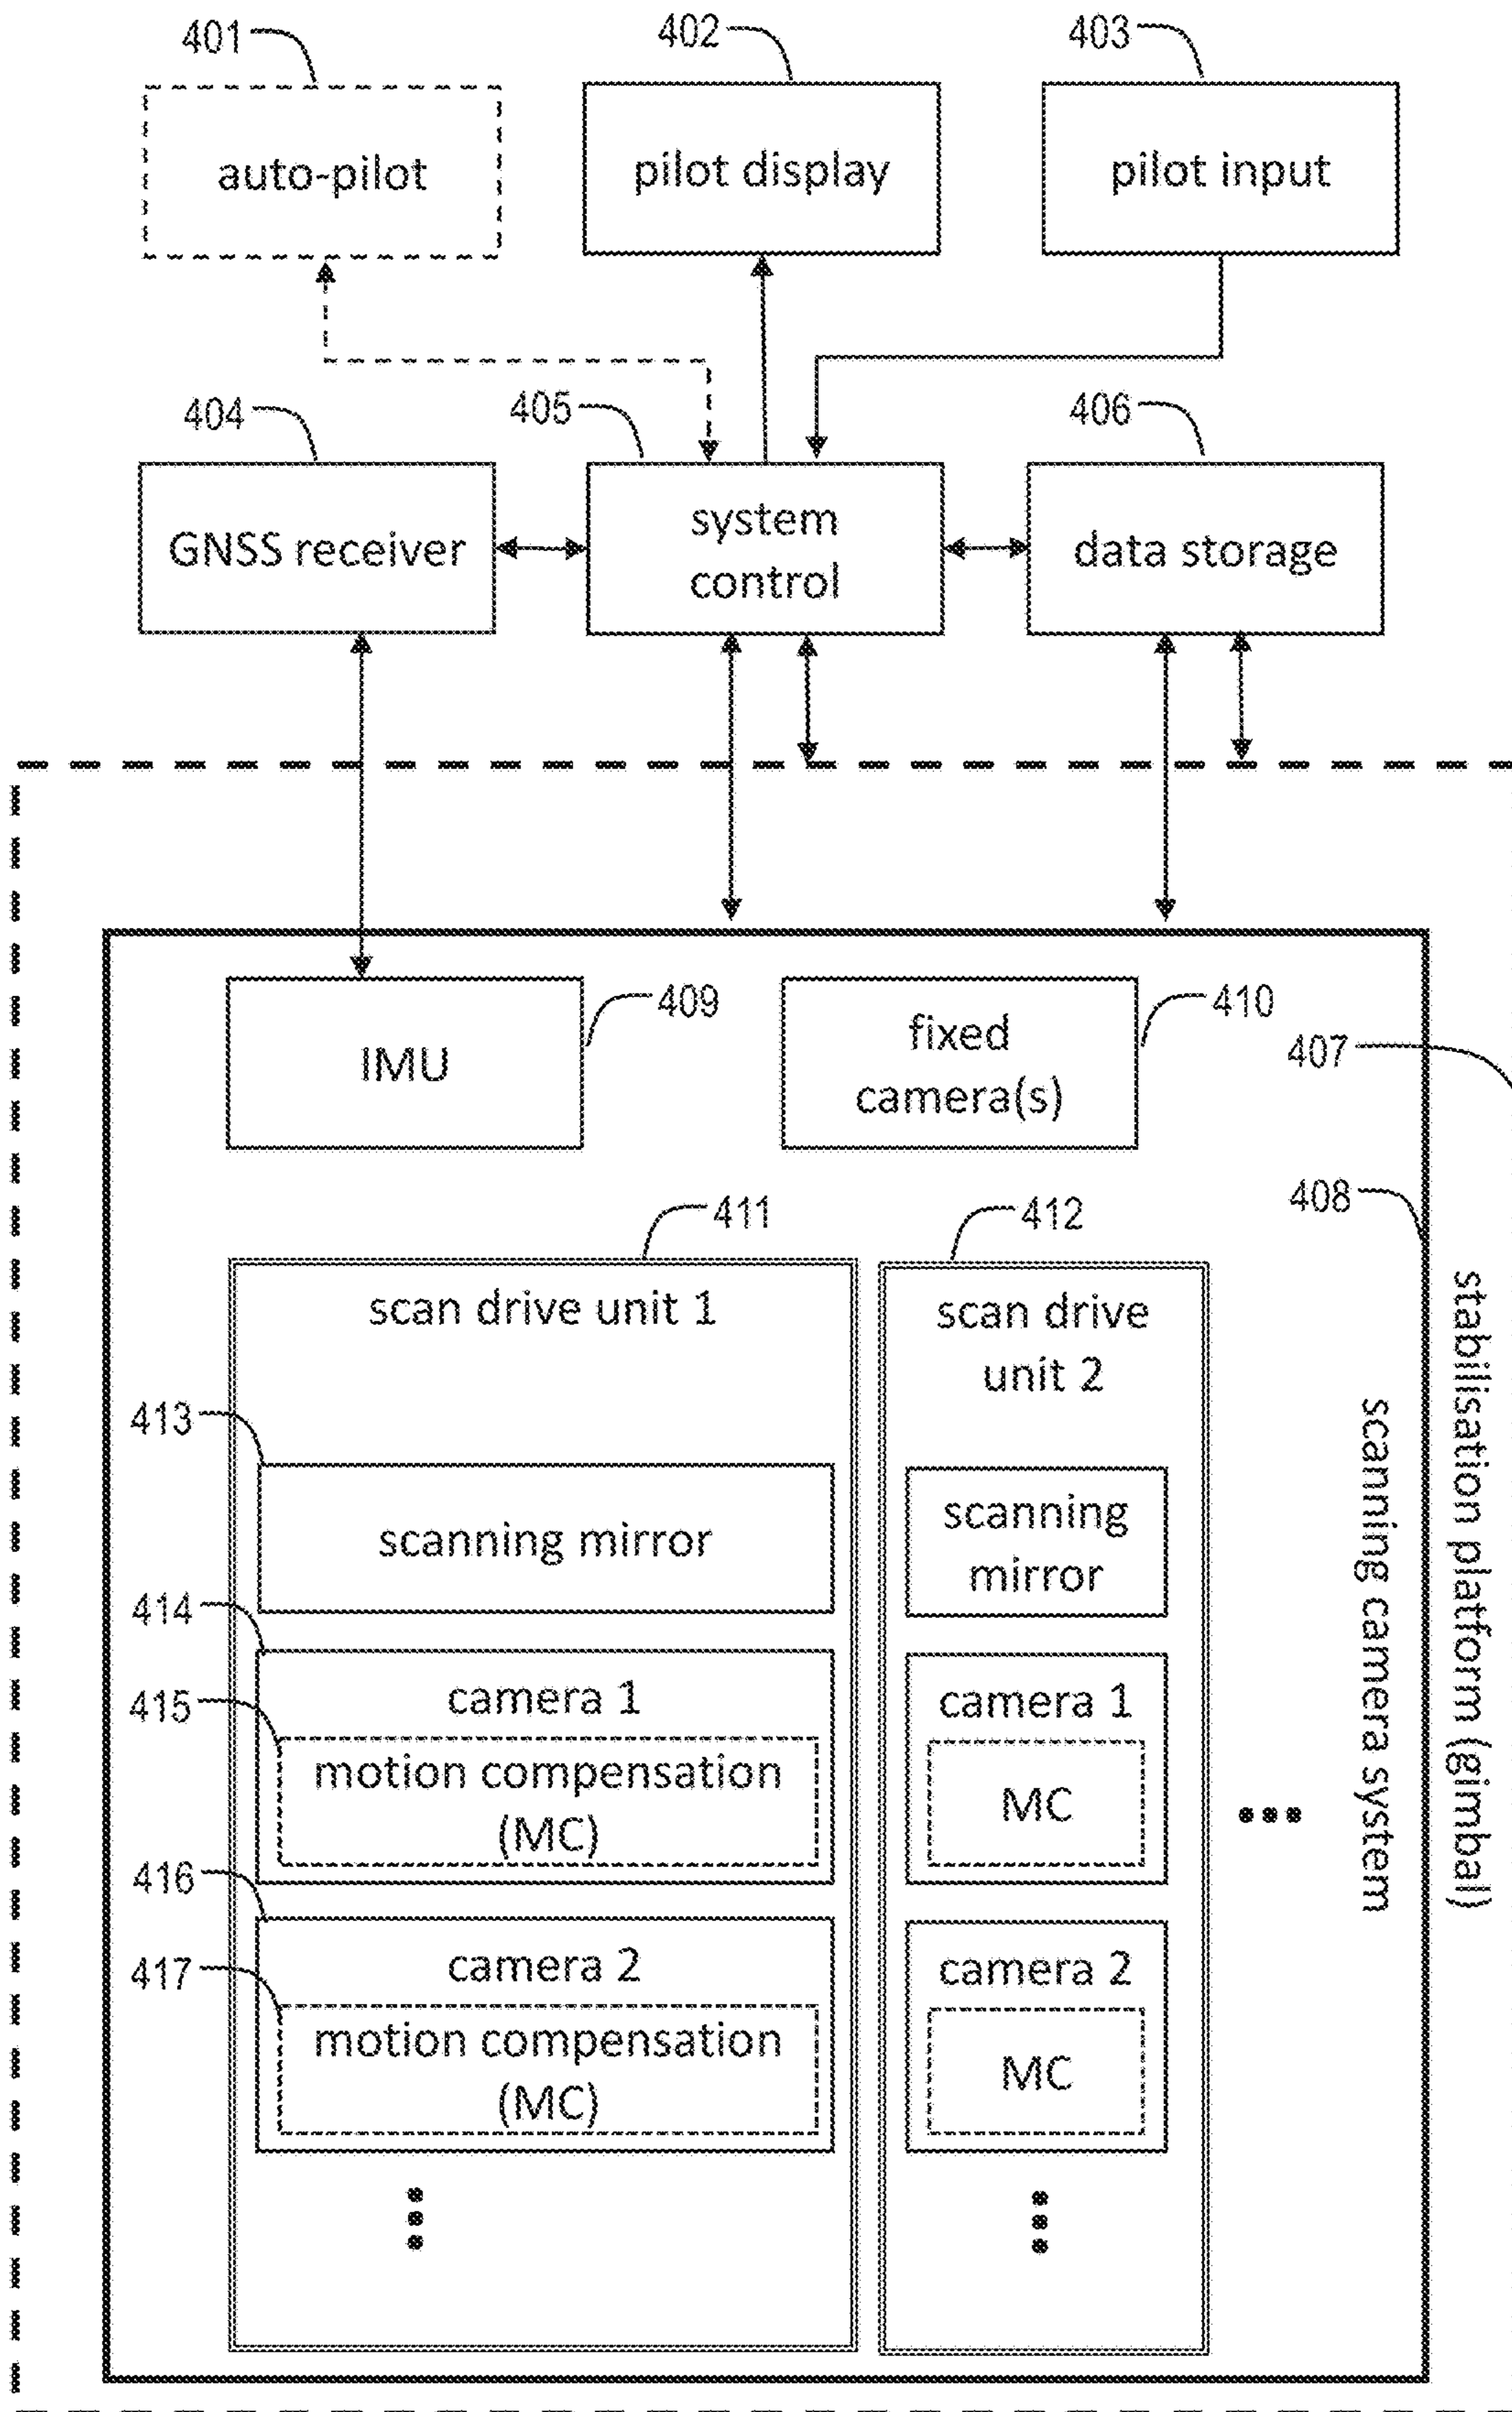 401
402
403
auto-pilot
pilot display
pilot input
404
405
406
GNSS receiver
system
control
data storage
IMU
409
fixed
camera(s)
410
407
408
411
412
scan drive unit 1
scan drive
unit 2
413
scanning mirror
scanning
mirror
414
camera 1
camera 1
415
motion compensation
(MC)
MC
416
camera 2
camera 2
417
motion compensation
(MC)
MC
scanning camera system
stabilisation platform (gimball)